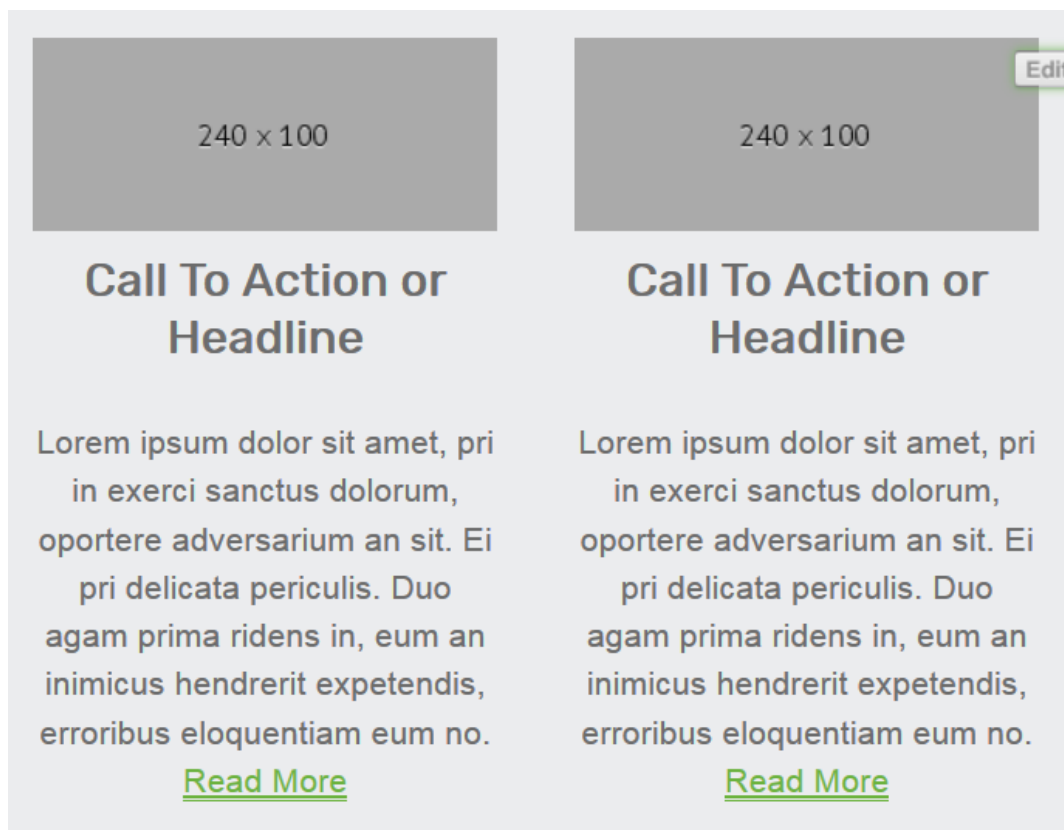 240 x 100
Call To Action or
Headline
Lorem ipsum dolor sit amet, pri
in exerci sanctus dolorum,
oportere adversarium an sit. Ei
pri delicata periculis. Duo
agam prima ridens in, eum an
inimicus hendrerit expetendis,
erroribus eloquentiam eum no.
Read More
240 x 100
Edit
Call To Action or
Headline
Lorem ipsum dolor sit amet, pri
in exerci sanctus dolorum,
oportere adversarium an sit. Ei
pri delicata periculis. Duo
agam prima ridens in, eum an
inimicus hendrerit expetendis,
erroribus eloquentiam eum no.
Read More